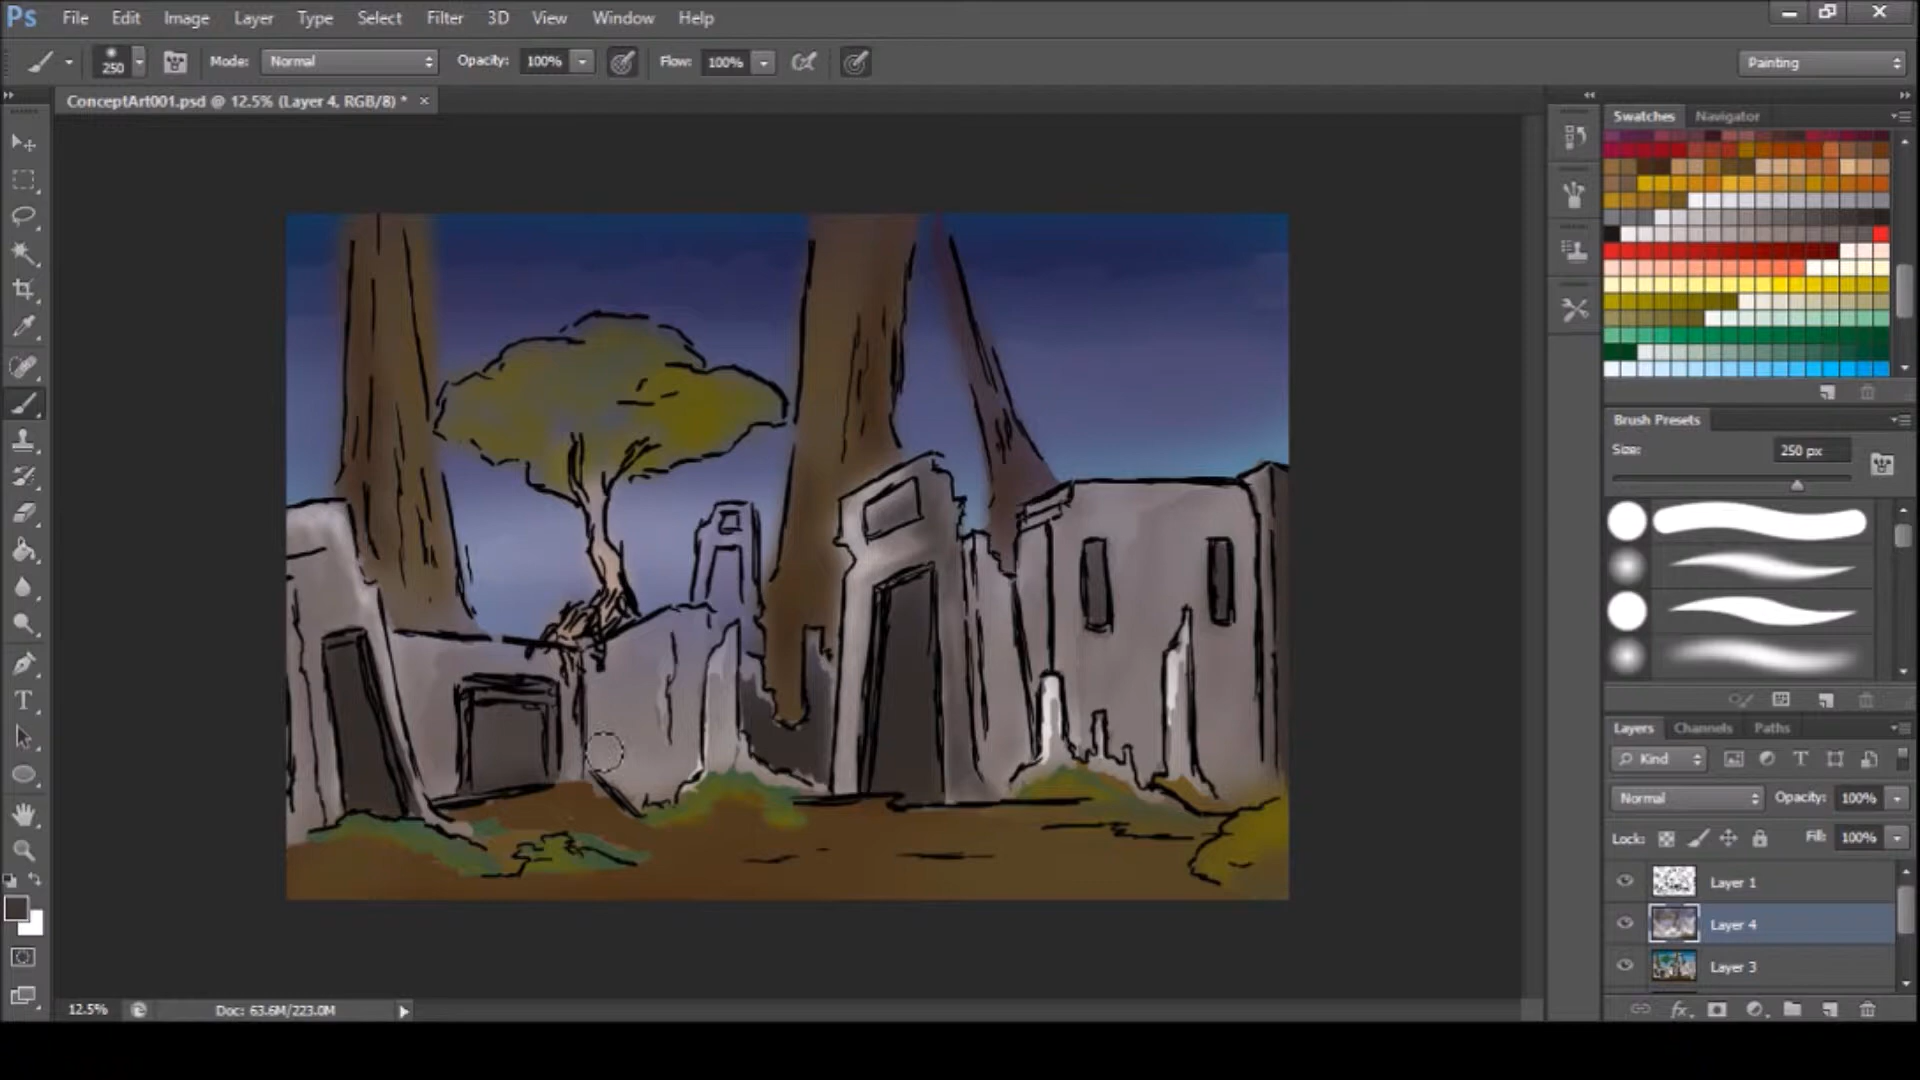 Ps File Edit Image Layer Type Select Filter 3D View Window Help
250 Mode: Normal Opacity: 100% Flow: 100% Painting
ConceptArt001.psd @ 12.5% (Layer 4, RGB/8) * ×
Swatches Navigator
Brush Presets
Size: 250 px
Layers Channels Paths
Kind
Normal Opacity: 100%
Lock: Fill: 100%
Layer 1
Layer 4
Layer 3
12.5% Doc: 63.6M/223.0M